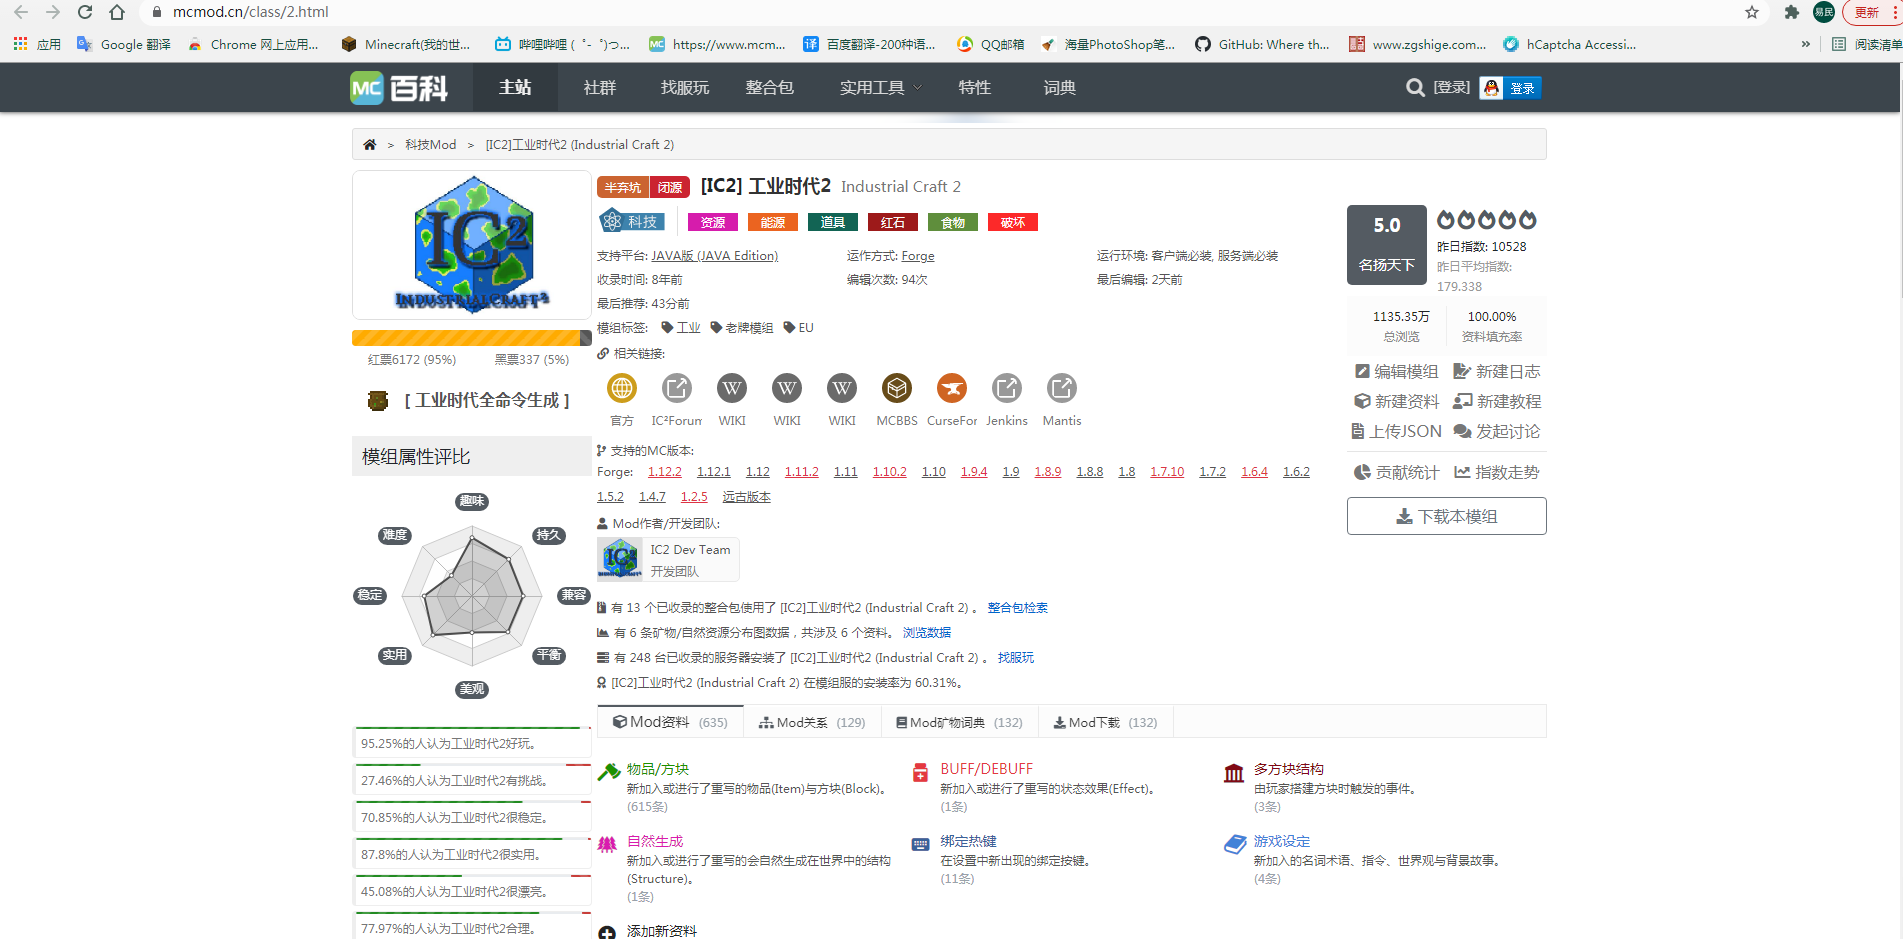 mcmod.cn/class/2.html
易民
更新
应用
Google 翻译
Chrome 网上应用...
Minecraft(我的世...
哔哩哔哩 ( ゜- ゜)つ...
https://www.mcm...
百度翻译-200种语...
QQ邮箱
海量PhotoShop笔...
GitHub: Where th...
www.zgshige.com...
hCaptcha Accessi...
»
阅读清单
MC 百科
主站
社群
找服玩
整合包
实用工具
特性
词典
[登录]
登录
> 科技Mod > [IC2]工业时代2 (Industrial Craft 2)
IC2
INDUSTRIALCRAFT²
半弃坑 闭源 [IC2] 工业时代2 Industrial Craft 2
科技 资源 能源 道具 红石 食物 破坏
支持平台: JAVA版 (JAVA Edition) 运作方式: Forge 运行环境: 客户端必装, 服务端必装
收录时间: 8年前 编辑次数: 94次 最后编辑: 2天前
最后推荐: 43分前
模组标签: 工业 老牌模组 EU
相关链接:
官方 IC²Forum WIKI WIKI WIKI MCBBS CurseFor Jenkins Mantis
支持的MC版本:
Forge: 1.12.2 1.12.1 1.12 1.11.2 1.11 1.10.2 1.10 1.9.4 1.9 1.8.9 1.8.8 1.8 1.7.10 1.7.2 1.6.4 1.6.2
1.5.2 1.4.7 1.2.5 远古版本
Mod作者/开发团队:
IC2 Dev Team
开发团队
有 13 个已收录的整合包使用了 [IC2]工业时代2 (Industrial Craft 2) 。 整合包检索
有 6 条矿物/自然资源分布图数据，共涉及 6 个资料。 浏览数据
有 248 台已收录的服务器安装了 [IC2]工业时代2 (Industrial Craft 2) 。 找服玩
[IC2]工业时代2 (Industrial Craft 2) 在模组服的安装率为 60.31%。
红票6172 (95%) 黑票337 (5%)
[ 工业时代全命令生成 ]
模组属性评比
趣味
难度
持久
稳定
兼容
实用
平衡
美观
95.25%的人认为工业时代2好玩。
27.46%的人认为工业时代2有挑战。
70.85%的人认为工业时代2很稳定。
87.8%的人认为工业时代2很实用。
45.08%的人认为工业时代2很漂亮。
77.97%的人认为工业时代2合理。
5.0
名扬天下
昨日指数: 10528
昨日平均指数:
179.338
1135.35万 100.00%
总浏览 资料填充率
编辑模组 新建日志
新建资料 新建教程
上传JSON 发起讨论
贡献统计 指数走势
下载本模组
Mod资料 (635) Mod关系 (129) Mod矿物词典 (132) Mod下载 (132)
物品/方块
新加入或进行了重写的物品(Item)与方块(Block)。
(615条)
BUFF/DEBUFF
新加入或进行了重写的状态效果(Effect)。
(1条)
多方块结构
由玩家搭建方块时触发的事件。
(3条)
自然生成
新加入或进行了重写的会自然生成在世界中的结构
(Structure)。
(1条)
绑定热键
在设置中新出现的绑定按键。
(11条)
游戏设定
新加入的名词术语、指令、世界观与背景故事。
(4条)
添加新资料